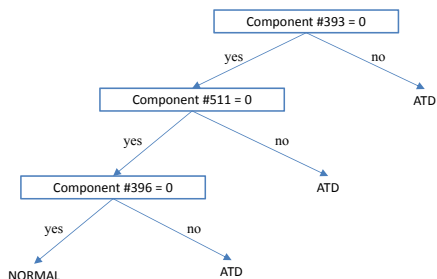 Component #393 = 0
yes
no
Component #511 = 0
ATD
yes
no
Component #396 = 0
ATD
yes
no
NORMAL
ATD